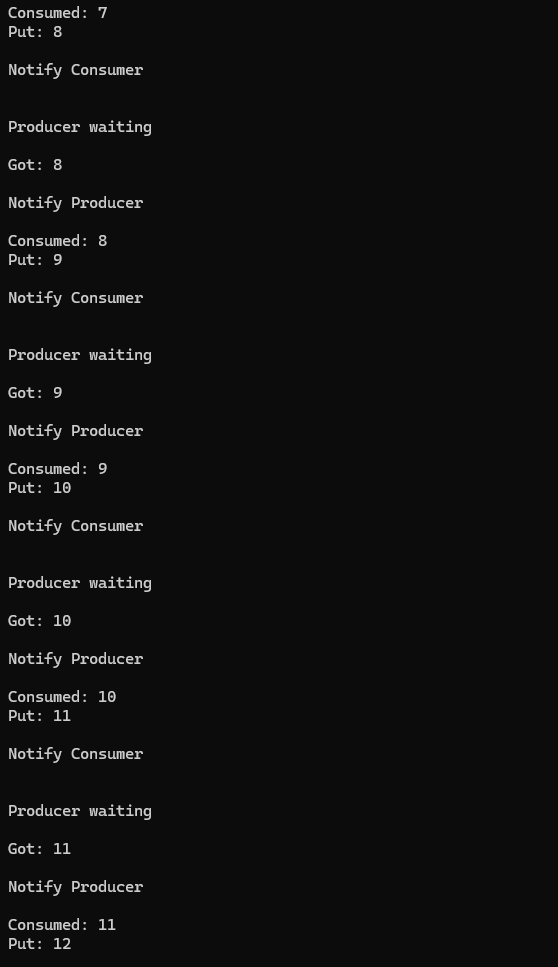 Consumed: 7
Put: 8
Notify Consumer
Producer waiting
Got: 8
Notify Producer
Consumed: 8
Put: 9
Notify Consumer
Producer waiting
Got: 9
Notify Producer
Consumed: 9
Put: 10
Notify Consumer
Producer waiting
Got: 10
Notify Producer
Consumed: 10
Put: 11
Notify Consumer
Producer waiting
Got: 11
Notify Producer
Consumed: 11
Put: 12